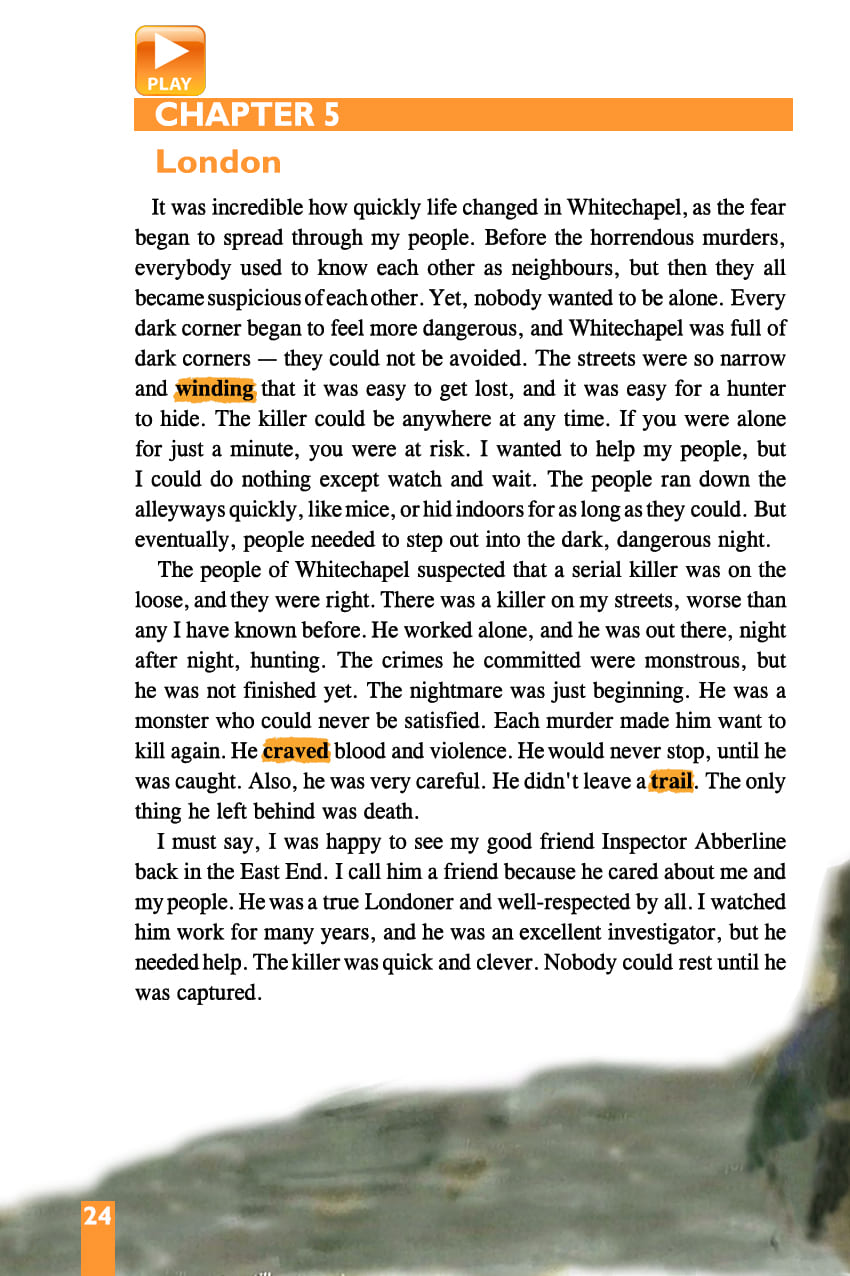 PLAY
CHAPTER 5
London
It was incredible how quickly life changed in Whitechapel, as the fear
began to spread through my people. Before the horrendous murders,
everybody used to know each other as neighbours, but then they all
became suspicious of each other. Yet, nobody wanted to be alone. Every
dark corner began to feel more dangerous, and Whitechapel was full of
dark corners — they could not be avoided. The streets were so narrow
and winding that it was easy to get lost, and it was easy for a hunter
to hide. The killer could be anywhere at any time. If you were alone
for just a minute, you were at risk. I wanted to help my people, but
I could do nothing except watch and wait. The people ran down the
alleyways quickly, like mice, or hid indoors for as long as they could. But
eventually, people needed to step out into the dark, dangerous night.
The people of Whitechapel suspected that a serial killer was on the
loose, and they were right. There was a killer on my streets, worse than
any I have known before. He worked alone, and he was out there, night
after night, hunting. The crimes he committed were monstrous, but
he was not finished yet. The nightmare was just beginning. He was a
monster who could never be satisfied. Each murder made him want to
kill again. He craved blood and violence. He would never stop, until he
was caught. Also, he was very careful. He didn't leave a trail. The only
thing he left behind was death.
I must say, I was happy to see my good friend Inspector Abberline
back in the East End. I call him a friend because he cared about me and
my people. He was a true Londoner and well-respected by all. I watched
him work for many years, and he was an excellent investigator, but he
needed help. The killer was quick and clever. Nobody could rest until he
was captured.
24